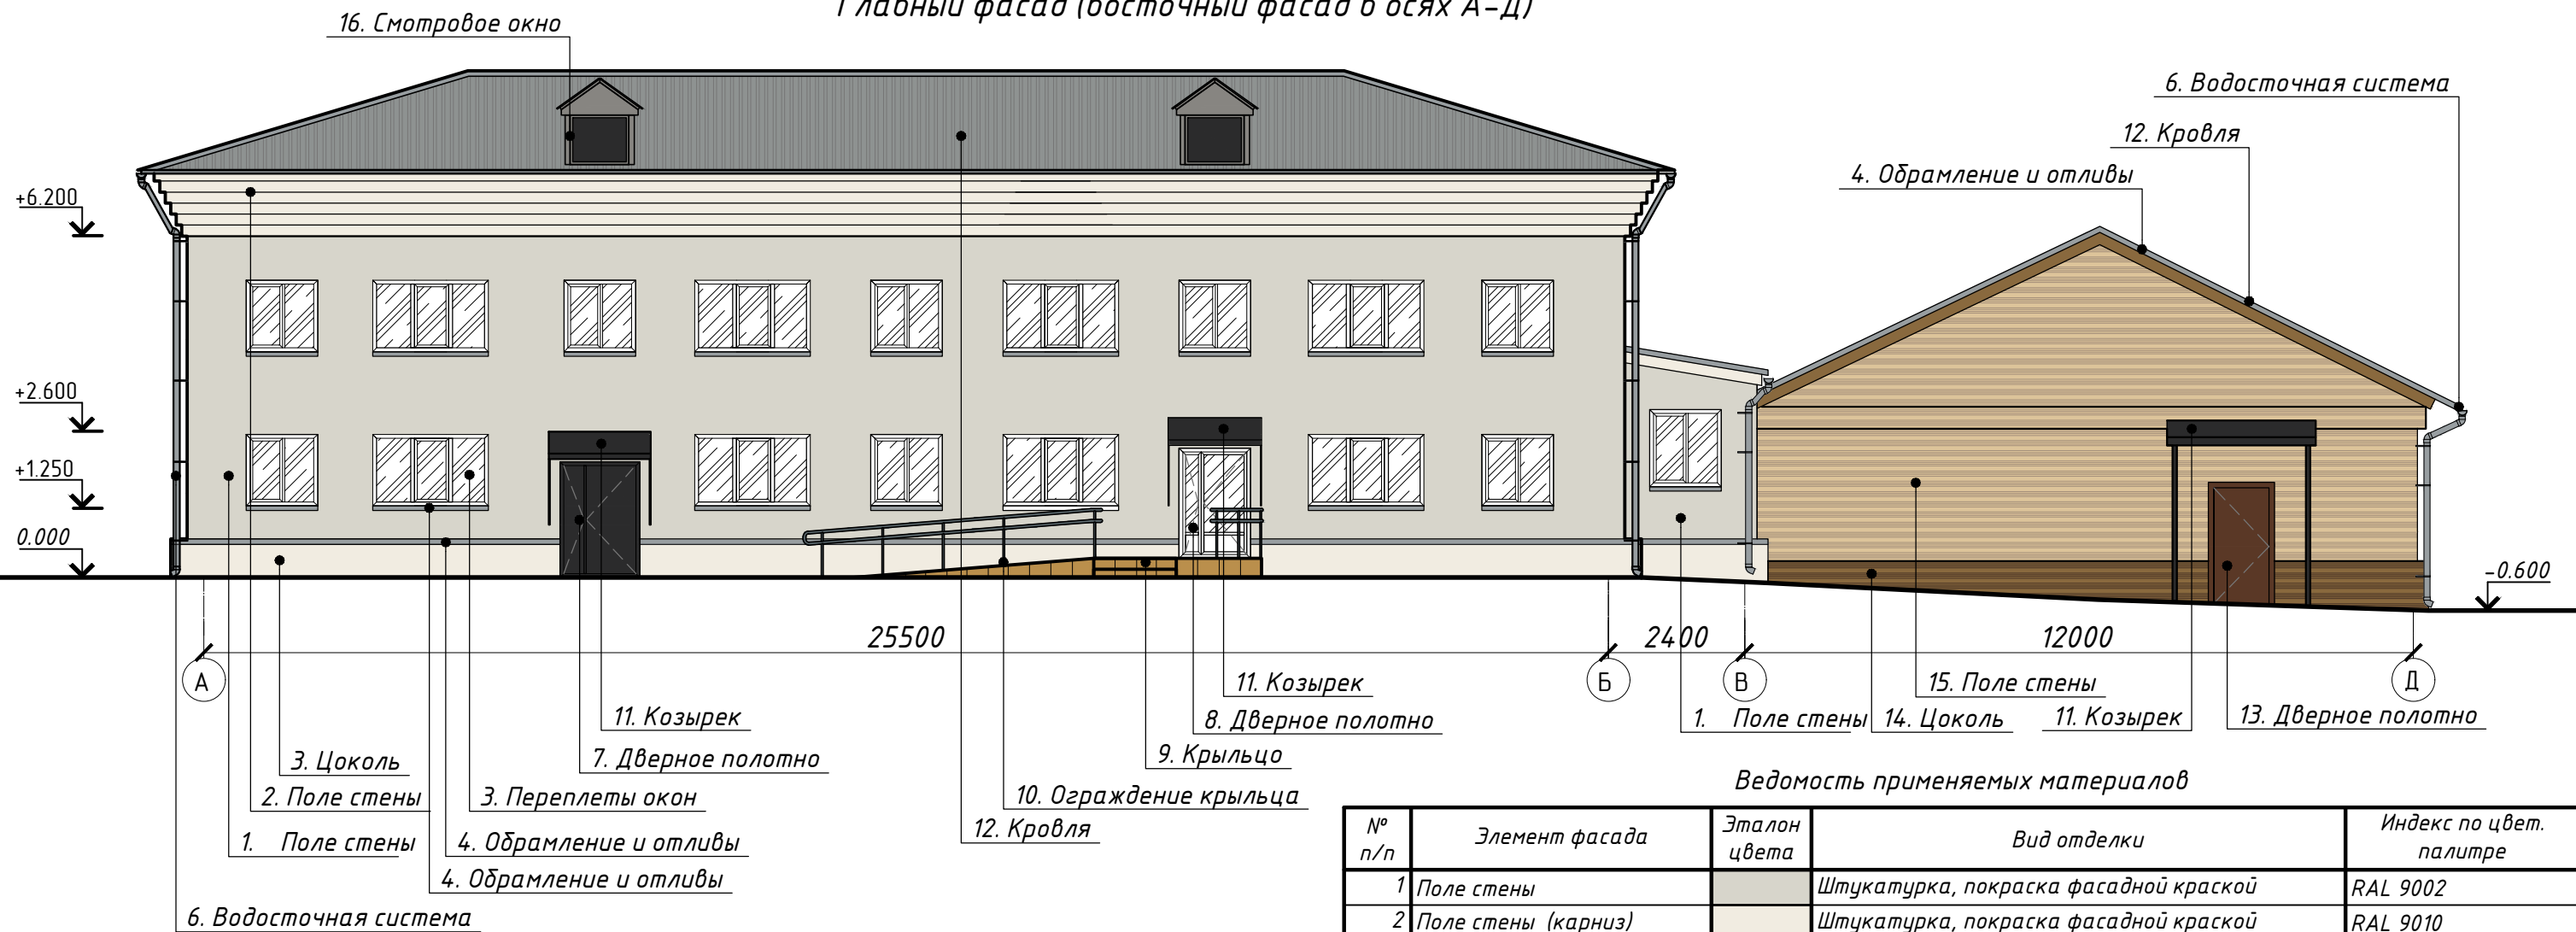 Главный фасад (восточный фасад в осях А-Д)
16. Смотровое окно
6. Водосточная система
12. Кровля
4. Обрамление и отливы
+6.200
+2.600
+1.250
0.000
-0.600
25500
2400
12000
А
Б
В
Д
11. Козырек
15. Поле стены
11. Козырек
8. Дверное полотно
1. Поле стены
14. Цоколь
11. Козырек
13. Дверное полотно
3. Цоколь
7. Дверное полотно
9. Крыльцо
2. Поле стены
3. Переплеты окон
10. Ограждение крыльца
1. Поле стены
4. Обрамление и отливы
12. Кровля
4. Обрамление и отливы
6. Водосточная система
Ведомость применяемых материалов
№ п/п
Элемент фасада
Эталон цвета
Вид отделки
Индекс по цвет. палитре
1 Поле стены Штукатурка, покраска фасадной краской RAL 9002
2 Поле стены (карниз) Штукатурка, покраска фасадной краской RAL 9010